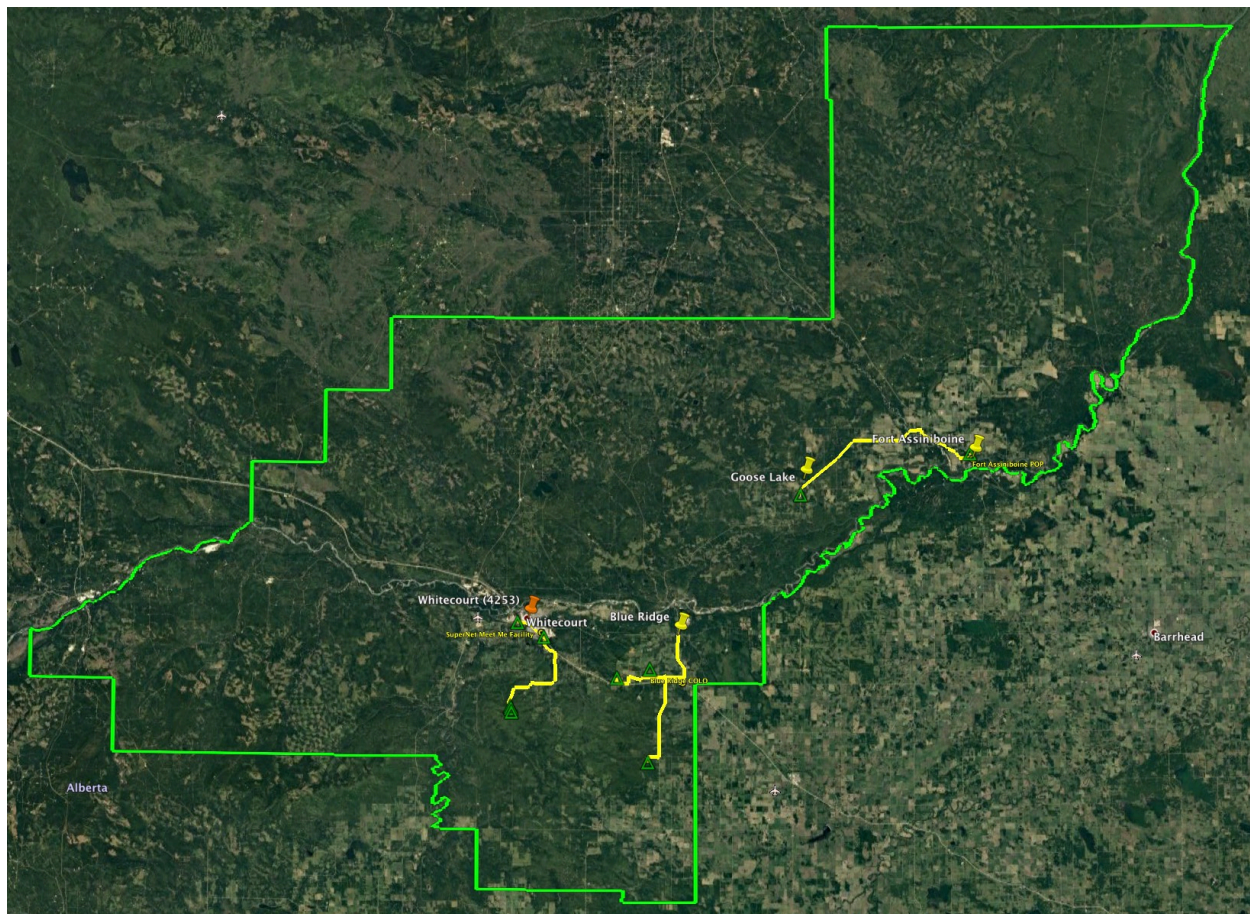 Fort Assiniboine
Fort Assiniboine POP
Goose Lake
Whitecourt (4253)
Whitecourt
SuperNet Meet-Me Facility
Blue Ridge
Blue Ridge COLO
Barrhead
Alberta